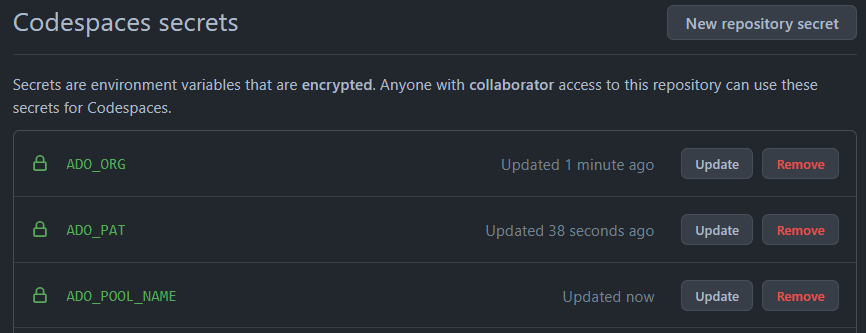 Codespaces secrets
New repository secret
Secrets are environment variables that are encrypted. Anyone with collaborator access to this repository can use these
secrets for Codespaces.
ADO_ORG Updated 1 minute ago Update Remove
ADO_PAT Updated 38 seconds ago Update Remove
ADO_POOL_NAME Updated now Update Remove